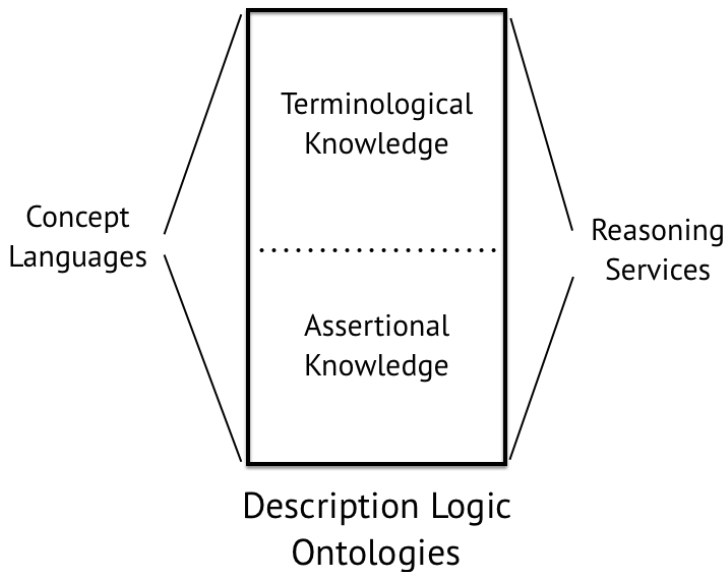 Terminological
Knowledge
Concept
Languages
Reasoning
Services
Assertional
Knowledge
Description Logic
Ontologies